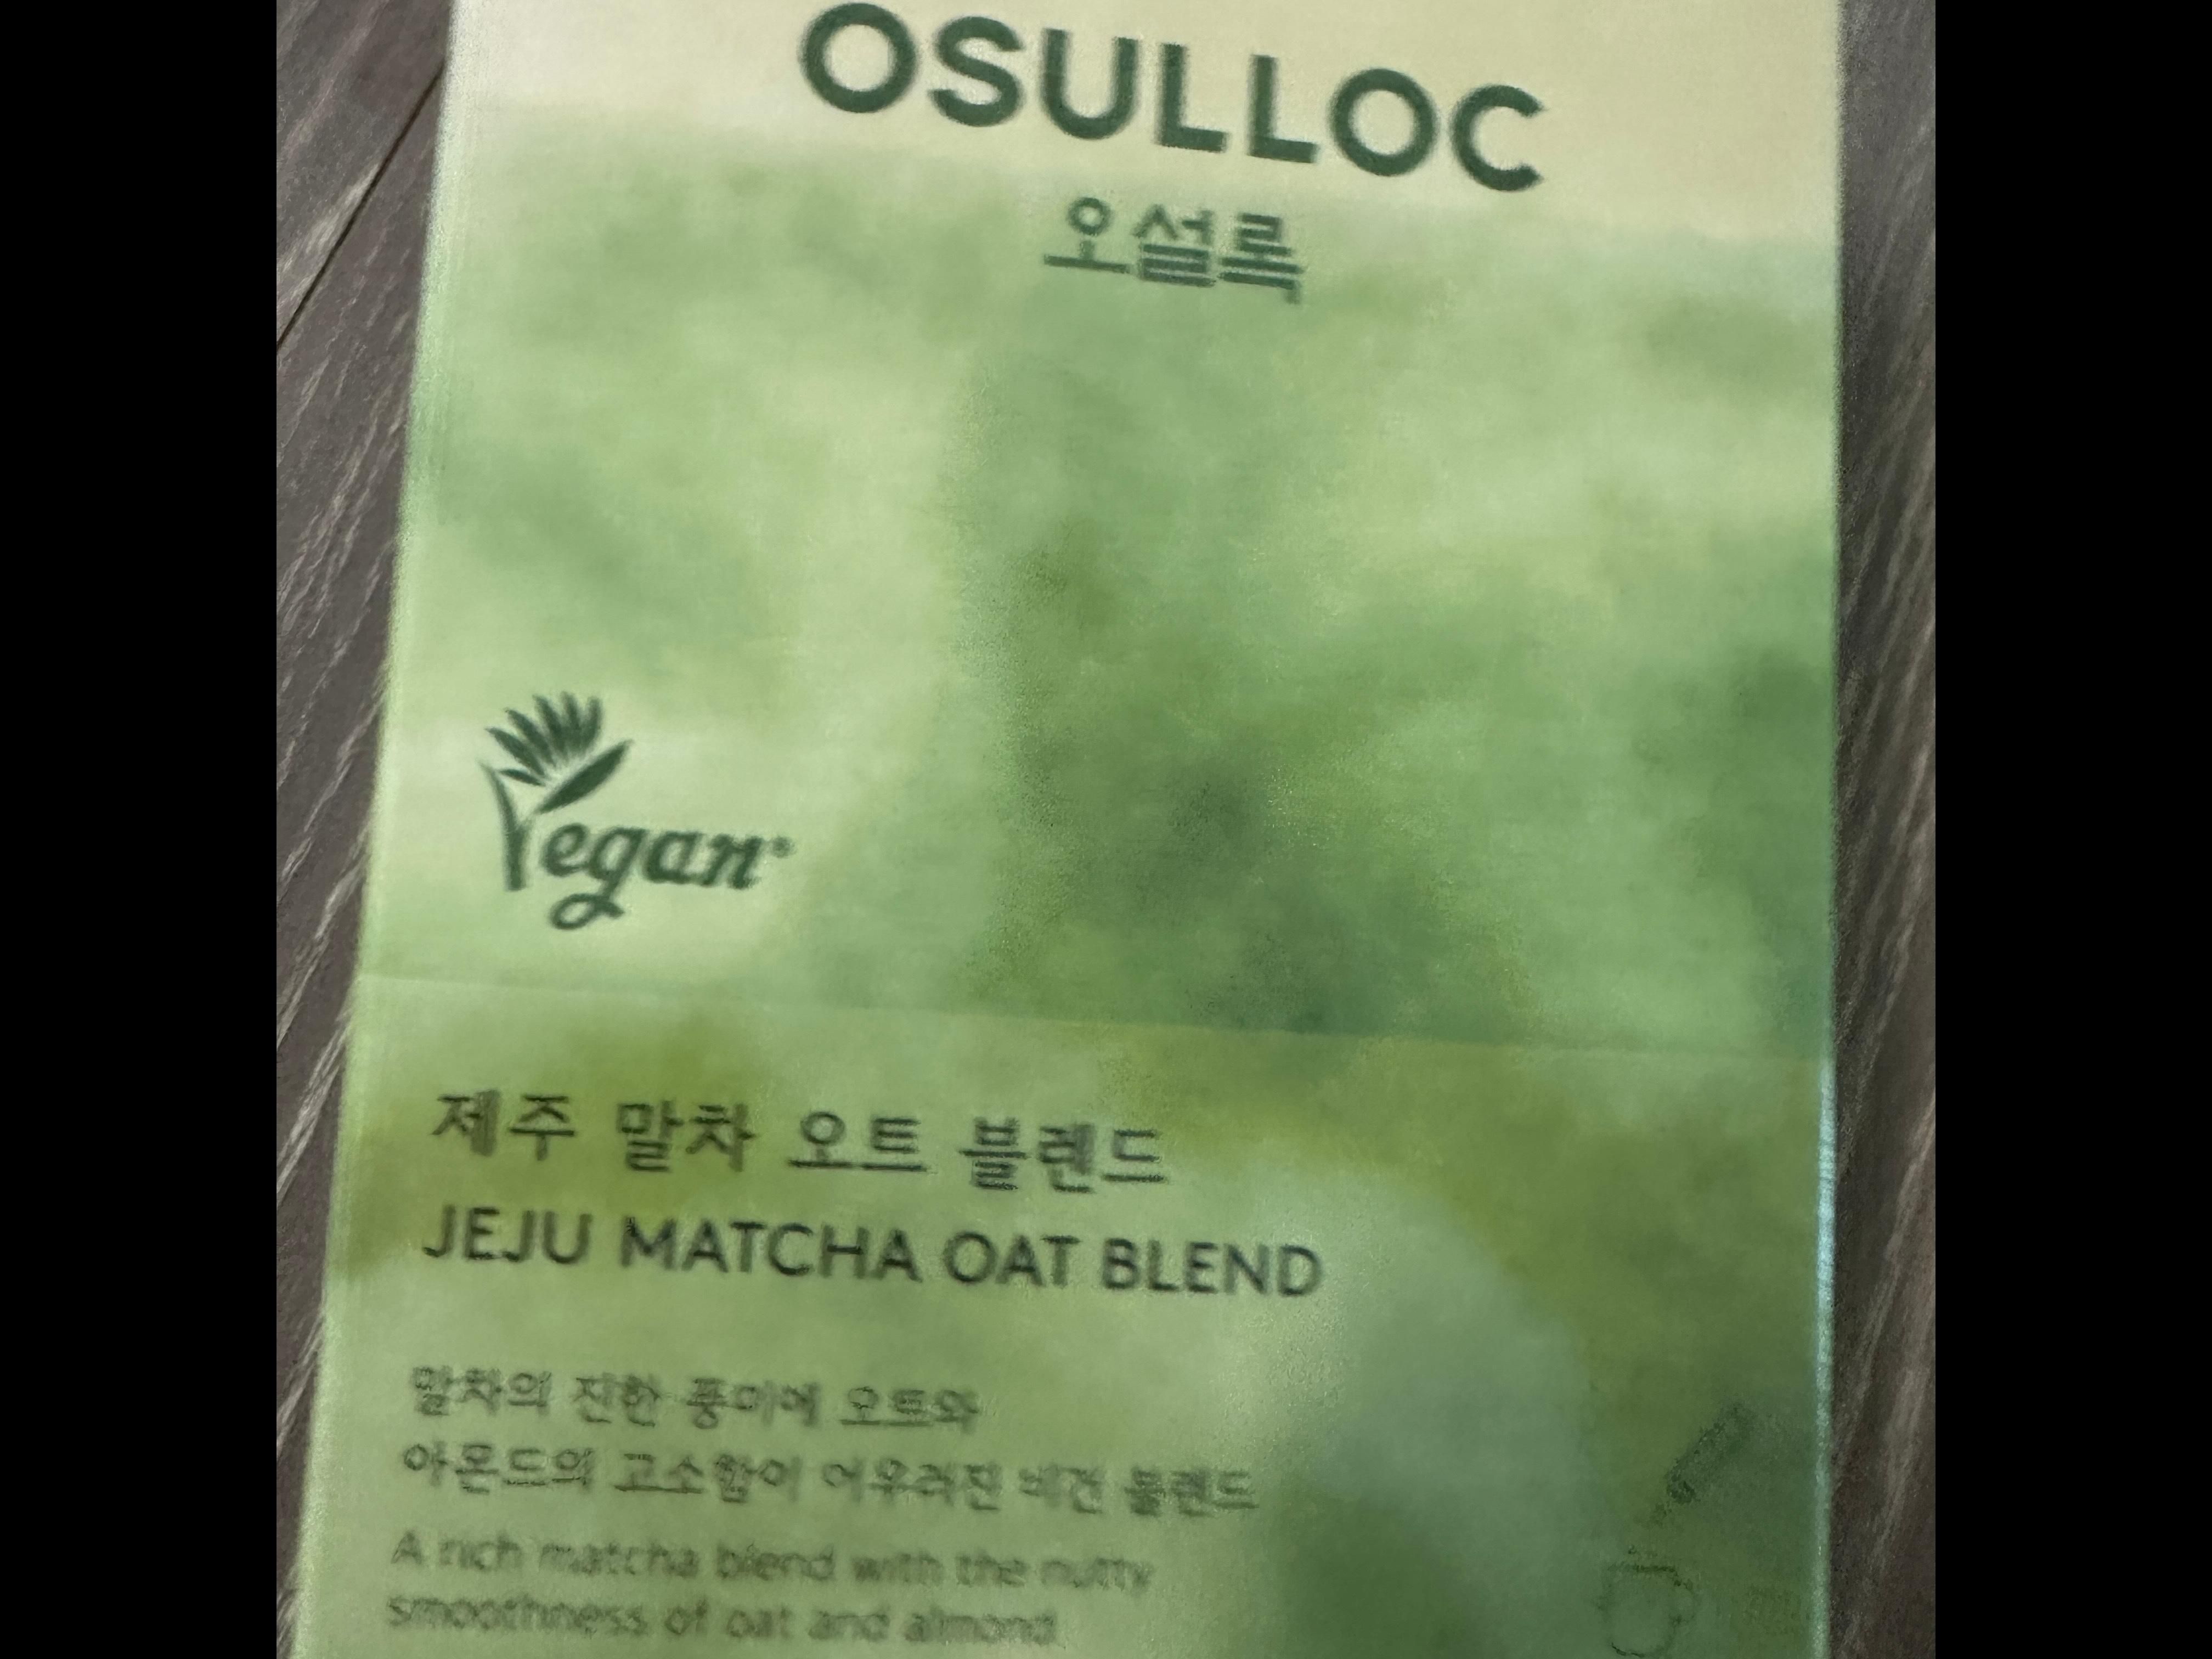 OSULLOC
오설록
Vegan
제주 말차 오트 블렌드
JEJU MATCHA OAT BLEND
말차의 진한 풍미에 오트와
아몬드의 고소함이 어우러진 비건 블렌드
A rich matcha blend with the nutty
smoothness of oat and almond